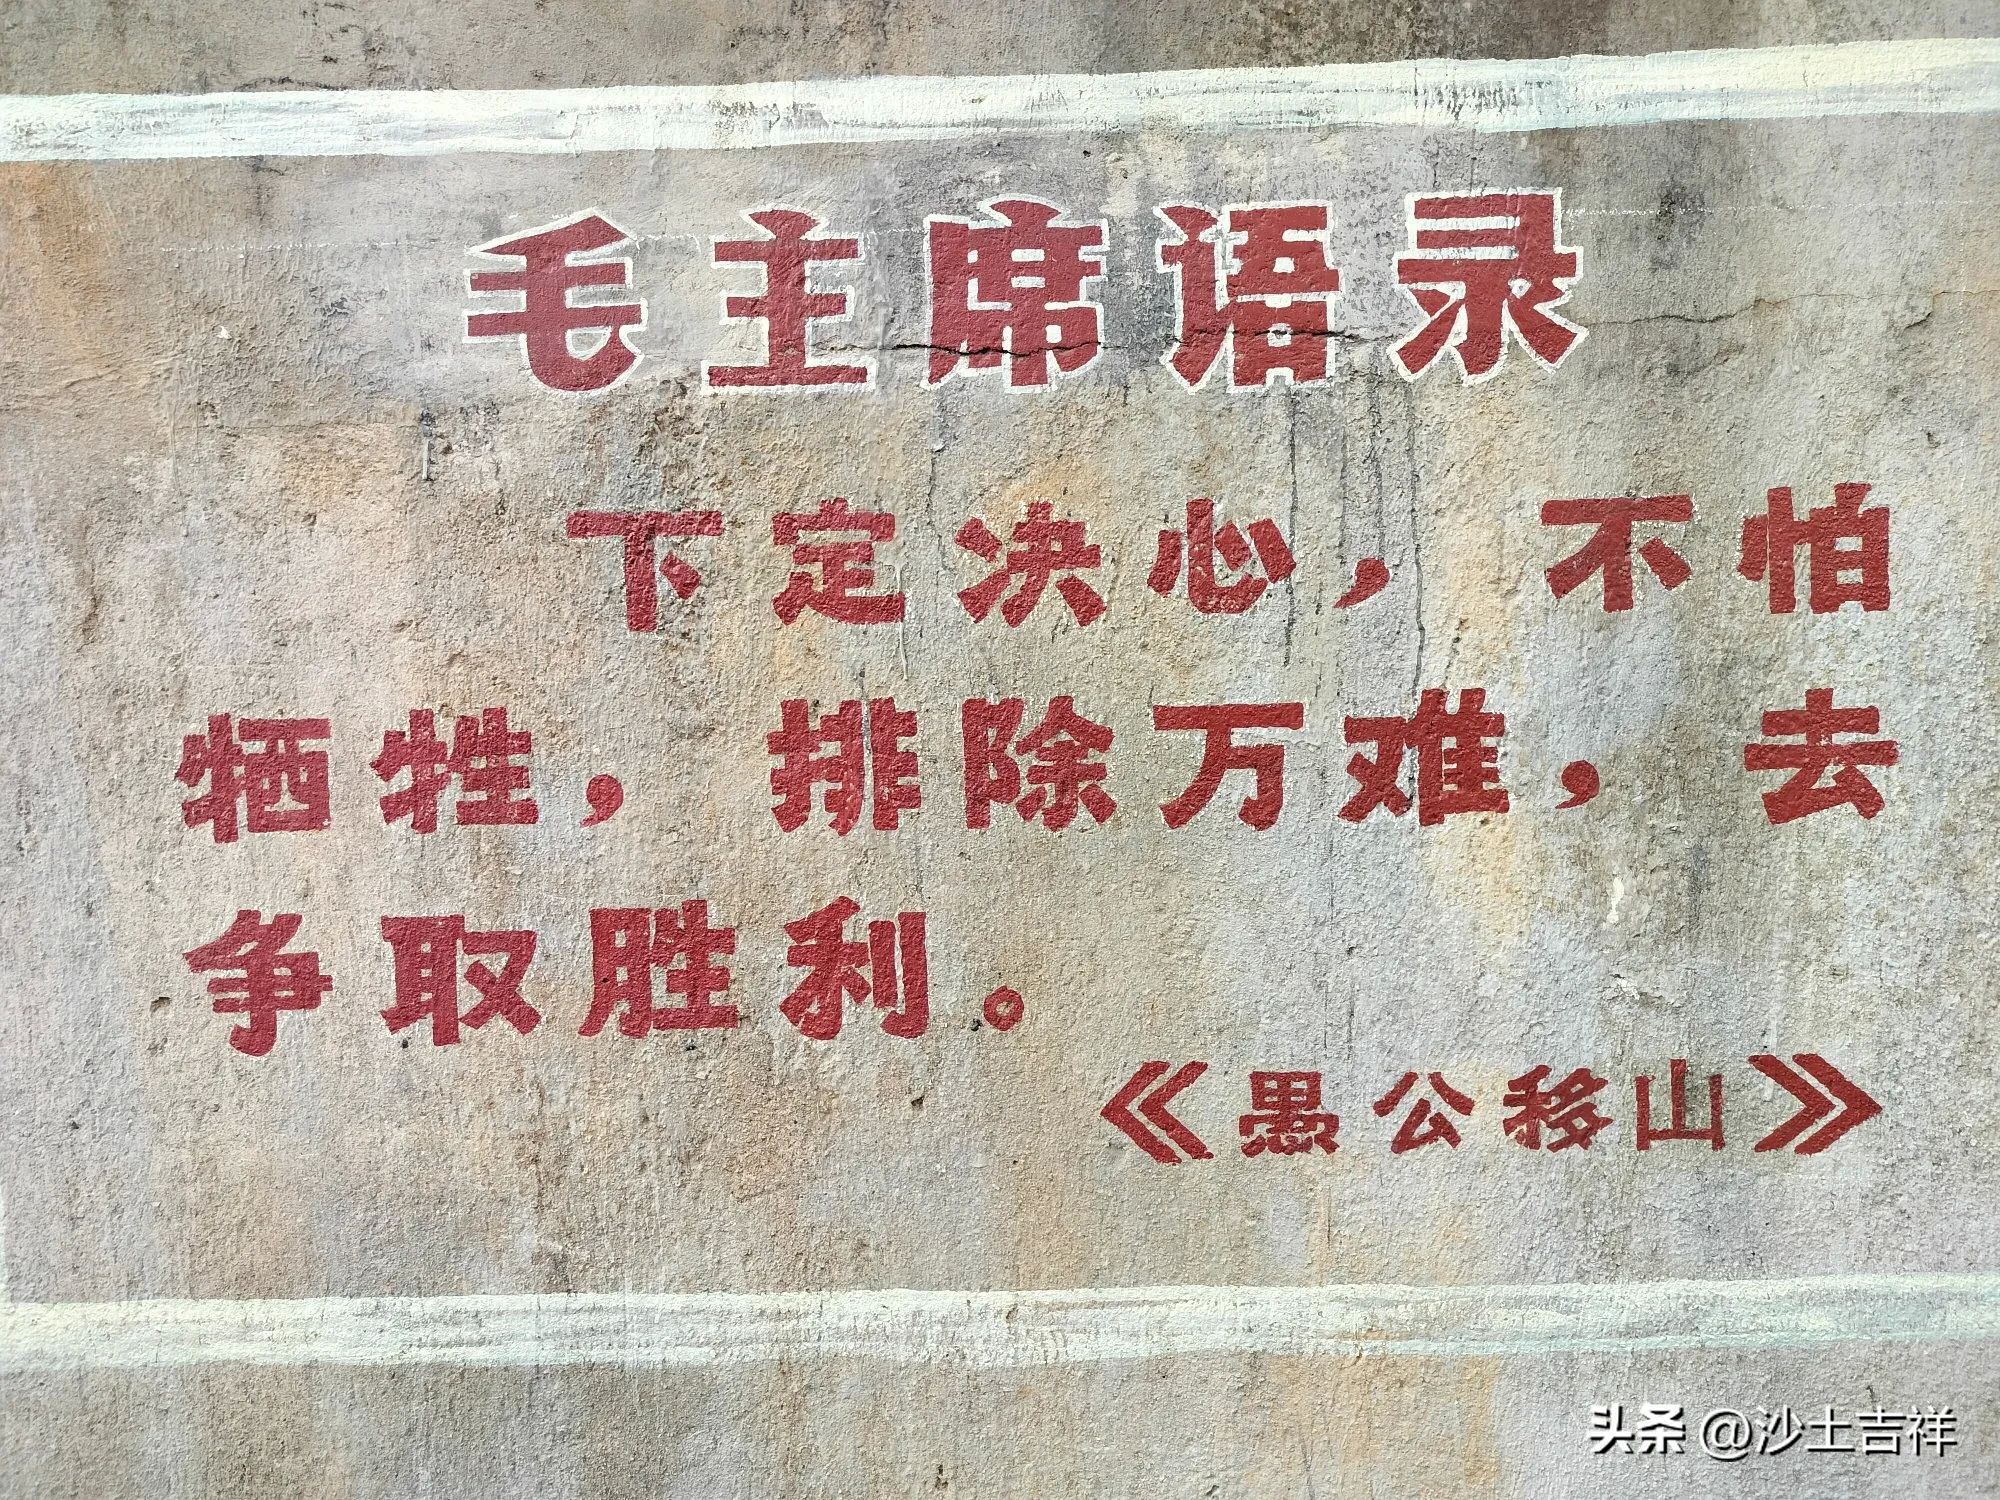 毛主席语录
下定决心，不怕
牺牲，排除万难，去
争取胜利。
《愚公移山》
头条 @沙土吉祥